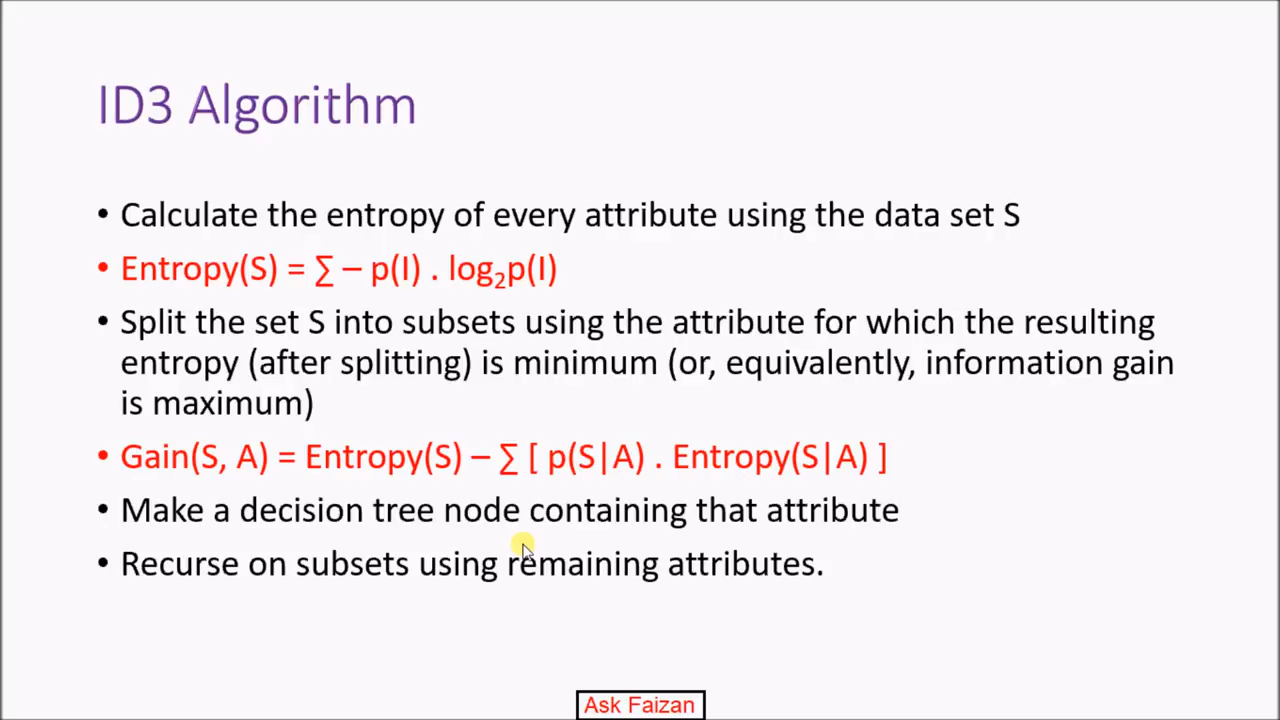 ID3 Algorithm
• Calculate the entropy of every attribute using the data set S
• Entropy(S) = ∑ – p(I) . log₂p(I)
• Split the set S into subsets using the attribute for which the resulting
entropy (after splitting) is minimum (or, equivalently, information gain
is maximum)
• Gain(S, A) = Entropy(S) – ∑ [ p(S|A) . Entropy(S|A) ]
• Make a decision tree node containing that attribute
• Recurse on subsets using remaining attributes.
Ask Faizan